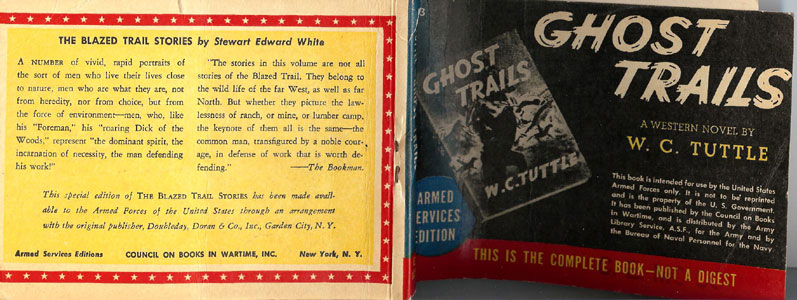 THE BLAZED TRAIL STORIES by Stewart Edward White
A NUMBER of vivid, rapid portraits of
the sort of men who live their lives close
to nature, men who are what they are, not
from heredity, nor from choice, but from
the force of environment—men, who, like
his "Foreman," his "roaring Dick of the
Woods," represent "the dominant spirit, the
incarnation of necessity, the man defending
his work!"
"The stories in this volume are not all
stories of the Blazed Trail. They belong to
the wild life of the far West, as well as far
North. But whether they picture the law-
lessness of ranch, or mine, or lumber camp,
the keynote of them all is the same—the
common man, transfigured by a noble cour-
age, in defense of work that is worth de-
fending." —The Bookman.
This special edition of THE BLAZED TRAIL STORIES has been made avail-
able to the Armed Forces of the United States through an arrangement
with the original publisher, Doubleday, Doran & Co., Inc., Garden City, N. Y.
Armed Services Editions COUNCIL ON BOOKS IN WARTIME, INC. New York, N. Y.
GHOST
TRAILS
A WESTERN NOVEL BY
W. C. TUTTLE
GHOST
TRAILS
W.C.TUTTLE
ARMED
SERVICES
EDITION
This book is intended for use by the United States
Armed Forces only. It is not to be reprinted
and is the property of the U. S. Government.
It has been published by the Council on Books
in Wartime, and is distributed by the Army
Library Service, A.S.F., for the Army and by
the Bureau of Naval Personnel for the Navy
THIS IS THE COMPLETE BOOK—NOT A DIGEST